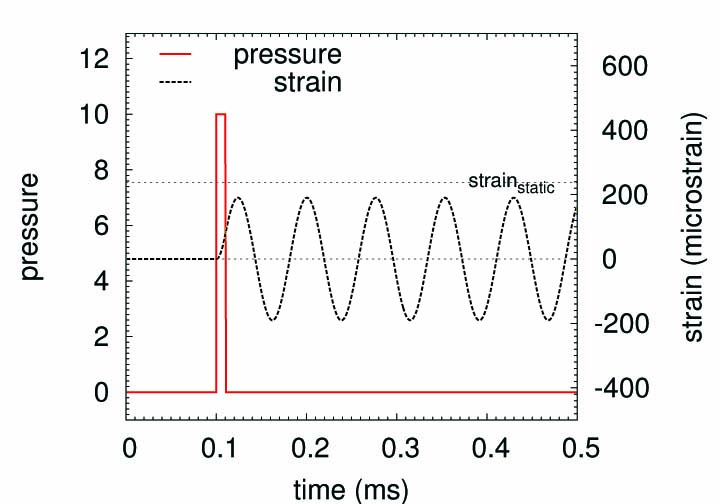 pressure
strain
12
10
8
6
4
2
0
pressure
600
400
200
0
-200
-400
strain (microstrain)
strain_static
0 0.1 0.2 0.3 0.4 0.5
time (ms)